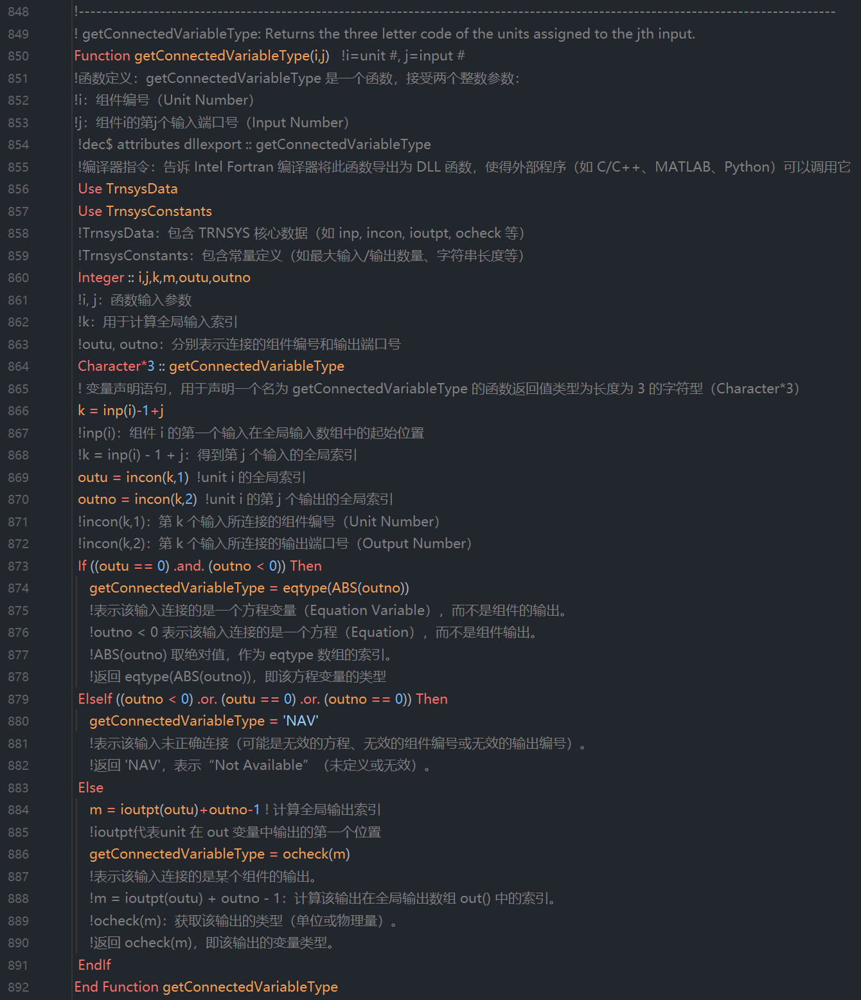 848 !-----------------------------------------------------------------------------------------------------------------------------------
849 ! getConnectedVariableType: Returns the three letter code of the units assigned to the jth input.
850 Function getConnectedVariableType(i,j)   !i=unit #, j=input #
851 !函数定义：getConnectedVariableType 是一个函数，接受两个整数参数：
852 !i：组件编号（Unit Number）
853 !j：组件i的第j个输入端口号（Input Number）
854 !dec$ attributes dllexport :: getConnectedVariableType
855 !编译器指令：告诉 Intel Fortran 编译器将此函数导出为 DLL 函数，使得外部程序（如 C/C++、MATLAB、Python）可以调用它
856 Use TrnsysData
857 Use TrnsysConstants
858 !TrnsysData：包含 TRNSYS 核心数据（如 inp, incon, ioutpt, ocheck 等）
859 !TrnsysConstants：包含常量定义（如最大输入/输出数量、字符串长度等）
860 Integer :: i,j,k,m,outu,outno
861 !i, j：函数输入参数
862 !k：用于计算全局输入索引
863 !outu, outno：分别表示连接的组件编号和输出端口号
864 Character*3 :: getConnectedVariableType
865 ! 变量声明语句，用于声明一个名为 getConnectedVariableType 的函数返回值类型为长度为 3 的字符型（Character*3）
866 k = inp(i)-1+j
867 !inp(i)：组件 i 的第一个输入在全局输入数组中的起始位置
868 !k = inp(i) - 1 + j：得到第 j 个输入的全局索引
869 outu = incon(k,1)  !unit i 的全局索引
870 outno = incon(k,2)  !unit i 的第 j 个输出的全局索引
871 !incon(k,1)：第 k 个输入所连接的组件编号（Unit Number）
872 !incon(k,2)：第 k 个输入所连接的输出端口号（Output Number）
873 If ((outu == 0) .and. (outno < 0)) Then
874 getConnectedVariableType = eqtype(ABS(outno))
875 !表示该输入连接的是一个方程变量（Equation Variable），而不是组件的输出。
876 !outno < 0 表示该输入连接的是一个方程（Equation），而不是组件输出。
877 !ABS(outno) 取绝对值，作为 eqtype 数组的索引。
878 !返回 eqtype(ABS(outno))，即该方程变量的类型
879 ElseIf ((outno < 0) .or. (outu == 0) .or. (outno == 0)) Then
880 getConnectedVariableType = 'NAV'
881 !表示该输入未正确连接（可能是无效的方程、无效的组件编号或无效的输出编号）。
882 !返回 'NAV'，表示“Not Available”（未定义或无效）。
883 Else
884 m = ioutpt(outu)+outno-1 ! 计算全局输出索引
885 !ioutpt代表unit 在 out 变量中输出的第一个位置
886 getConnectedVariableType = ocheck(m)
887 !表示该输入连接的是某个组件的输出。
888 !m = ioutpt(outu) + outno - 1：计算该输出在全局输出数组 out() 中的索引。
889 !ocheck(m)：获取该输出的类型（单位或物理量）。
890 !返回 ocheck(m)，即该输出的变量类型。
891 EndIf
892 End Function getConnectedVariableType